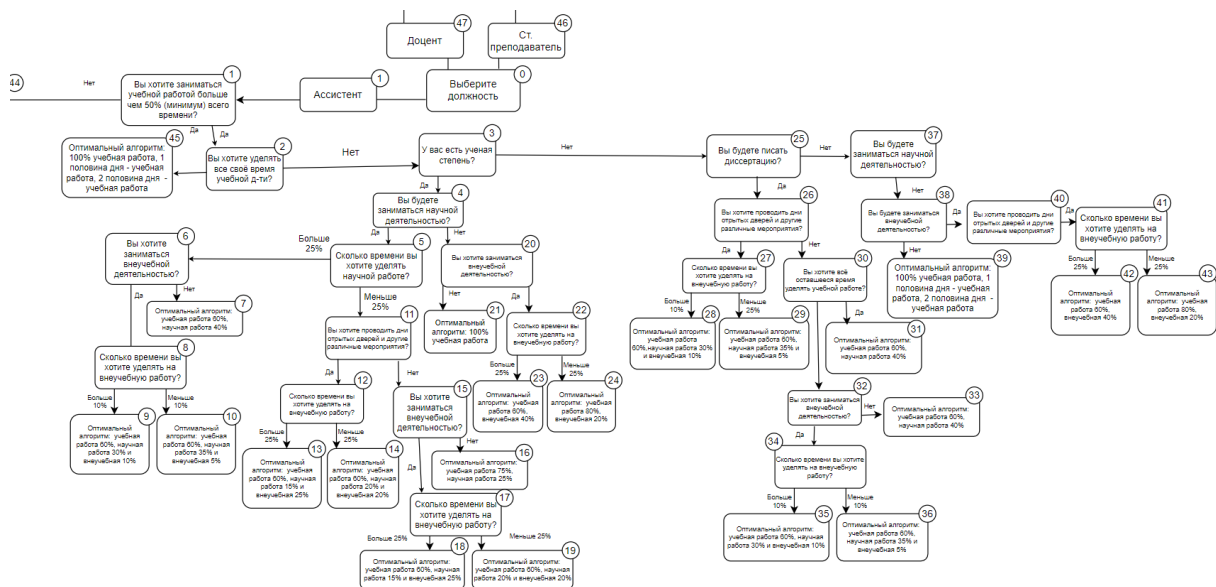 47
Доцент
46
Ст.
преподаватель
0
Выберите
должность
1
Ассистент
1
Вы хотите заниматься
учебной работой больше
чем 50% (минимум) всего
времени?
Нет
44
Да
Да
45
Оптимальный алгоритм:
100% учебная работа, 1
половина дня - учебная
работа, 2 половина дня -
учебная работа
2
Вы хотите уделять
все своё время
учебной д-ти?
Нет
3
У вас есть ученая
степень?
Нет
Да
4
Вы будете
заниматься научной
деятельностью?
Да
Нет
5
Сколько времени вы
хотите уделять
научной работе?
Больше
25%
6
Вы хотите
заниматься
внеучебной
деятельностью?
Да
Нет
7
Оптимальный алгоритм:
учебная работа 60%,
научная работа 40%
8
Сколько времени вы
хотите уделять на
внеучебную работу?
Больше
10%
Меньше
10%
9
Оптимальный
алгоритм: учебная
работа 60%, научная
работа 30% и
внеучебная 10%
10
Оптимальный
алгоритм: учебная
работа 60%, научная
работа 35% и
внеучебная 5%
Меньше
25%
11
Вы хотите проводить дни
отрытых дверей и другие
различные мероприятия?
Да
Нет
12
Сколько времени вы
хотите уделять на
внеучебную работу?
Больше
25%
Меньше
25%
13
Оптимальный
алгоритм: учебная
работа 60%, научная
работа 15% и
внеучебная 25%
14
Оптимальный
алгоритм: учебная
работа 60%, научная
работа 20% и
внеучебная 20%
15
Вы хотите
заниматься
внеучебной
деятельностью?
Нет
Да
16
Оптимальный алгоритм:
учебная работа 75%,
научная работа 25%
17
Сколько времени вы
хотите уделять на
внеучебную работу?
Больше 25%
Меньше 25%
18
Оптимальный алгоритм:
учебная работа 60%, научная
работа 15% и внеучебная 25%
19
Оптимальный алгоритм:
учебная работа 60%, научная
работа 20% и внеучебная 20%
20
Вы хотите заниматься
внеучебной
деятельностью?
Нет
Да
21
Оптимальный
алгоритм: 100%
учебная работа
22
Сколько времени вы
хотите уделять на
внеучебную работу?
Больше
25%
Меньше
25%
23
Оптимальный
алгоритм: учебная
работа 60%,
внеучебная 40%
24
Оптимальный
алгоритм: учебная
работа 80%,
внеучебная 20%
25
Вы будете писать
диссертацию?
Нет
Да
26
Вы хотите проводить дни
отрытых дверей и другие
различные мероприятия?
Да
Нет
27
Сколько времени вы
хотите уделять на
внеучебную работу?
Больше
10%
Меньше
25%
28
Оптимальный
алгоритм: учебная
работа
60%,научная работа 30%
и внеучебная 10%
29
Оптимальный алгоритм:
учебная работа 60%,
научная работа 35% и
внеучебная 5%
30
Вы хотите всё
оставшееся время
уделять учебной работе?
Да
31
Оптимальный алгоритм:
учебная работа 60%,
научная работа 40%
32
Вы хотите заниматься
внеучебной
деятельностью?
Нет
Да
33
Оптимальный алгоритм:
учебная работа 60%,
научная работа 40%
34
Сколько времени вы хотите
уделять на внеучебную
работу?
Больше
10%
Меньше
10%
35
Оптимальный алгоритм:
учебная работа 60%, научная
работа 30% и внеучебная 10%
36
Оптимальный алгоритм:
учебная работа 60%,
научная работа 35% и
внеучебная 5%
37
Вы будете
заниматься научной
деятельностью?
Нет
38
Вы будете заниматься
внеучебной
деятельностью?
Да
Нет
39
Оптимальный алгоритм:
100% учебная работа, 1
половина дня - учебная
работа, 2 половина дня -
учебная работа
40
Вы хотите проводить дни
отрытых дверей и другие
различные мероприятия?
Да
41
Сколько времени вы
хотите уделять на
внеучебную работу?
Больше
25%
Меньше
25%
42
Оптимальный
алгоритм: учебная
работа 60%,
внеучебная 40%
43
Оптимальный
алгоритм: учебная
работа 80%,
внеучебная 20%